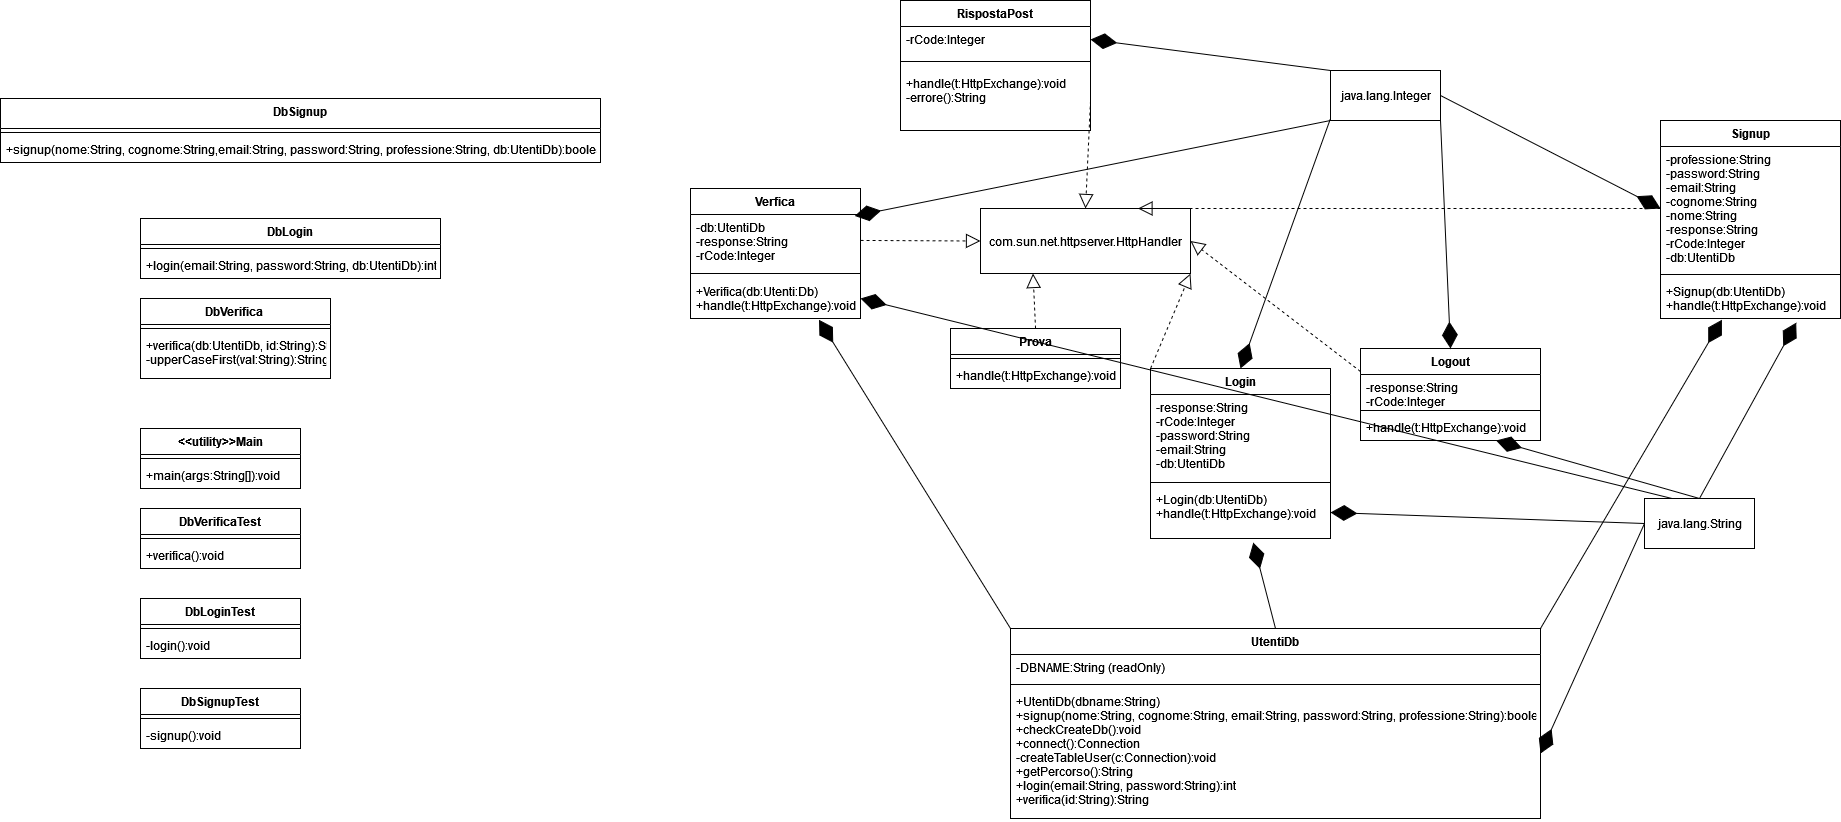 RispostaPost
-rCode:Integer
+handle(t:HttpExchange):void
-errore():String
java.lang.Integer
DbSignup
+signup(nome:String, cognome:String,email:String, password:String, professione:String, db:UtentiDb):boole
Signup
-professione:String
-password:String
-email:String
-cognome:String
-nome:String
-response:String
-rCode:Integer
-db:UtentiDb
+Signup(db:UtentiDb)
+handle(t:HttpExchange):void
Verfica
-db:UtentiDb
-response:String
-rCode:Integer
+Verifica(db:Utenti:Db)
+handle(t:HttpExchange):void
com.sun.net.httpserver.HttpHandler
DbLogin
+login(email:String, password:String, db:UtentiDb):int
DbVerifica
+verifica(db:UtentiDb, id:String):S
-upperCaseFirst(val:String):String
Prova
+handle(t:HttpExchange):void
Login
-response:String
-rCode:Integer
-password:String
-email:String
-db:UtentiDb
+Login(db:UtentiDb)
+handle(t:HttpExchange):void
Logout
-response:String
-rCode:Integer
+handle(t:HttpExchange):void
<<utility>>Main
+main(args:String[]):void
java.lang.String
DbVerificaTest
+verifica():void
DbLoginTest
-login():void
DbSignupTest
-signup():void
UtentiDb
-DBNAME:String (readOnly)
+UtentiDb(dbname:String)
+signup(nome:String, cognome:String, email:String, password:String, professione:String):boole
+checkCreateDb():void
+connect():Connection
-createTableUser(c:Connection):void
+getPercorso():String
+login(email:String, password:String):int
+verifica(id:String):String